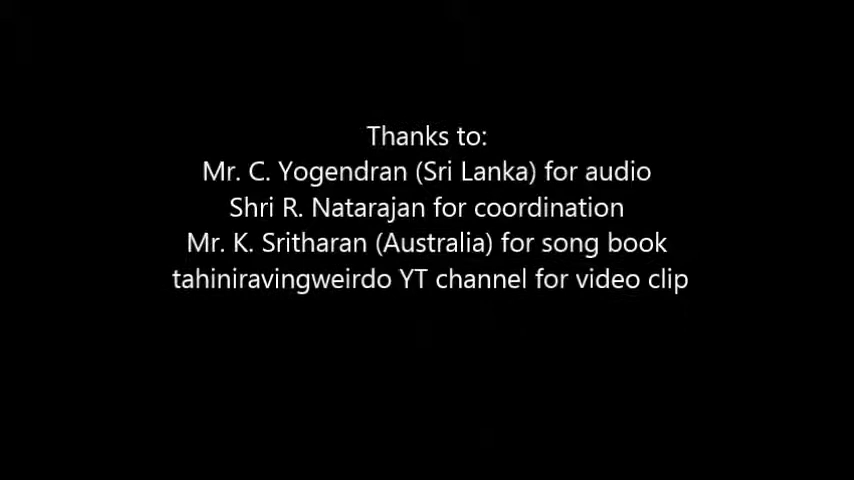 Thanks to:
Mr. C. Yogendran (Sri Lanka) for audio
Shri R. Natarajan for coordination
Mr. K. Sritharan (Australia) for song book
tahiniravingweirdo YT channel for video clip